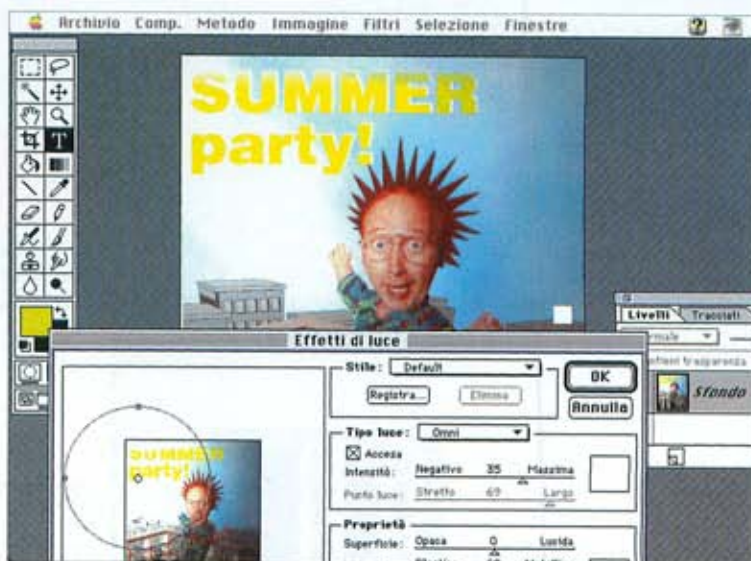 Archivio Comp. Metodo Immagine Filtri Selezione Finestre
SUMMER
party!
T
Livelli Tracciati
Sfondo
Effetti di luce
Stile: Default
Registra... Elimina
OK
Annulla
Tipo luce: Omni
Accesa
Intensità: Negativo 35 Massima
Punto luce: Stretto 69 Largo
Proprietà
Superficie: Opaca 0 Lucida
SUMMER
party!